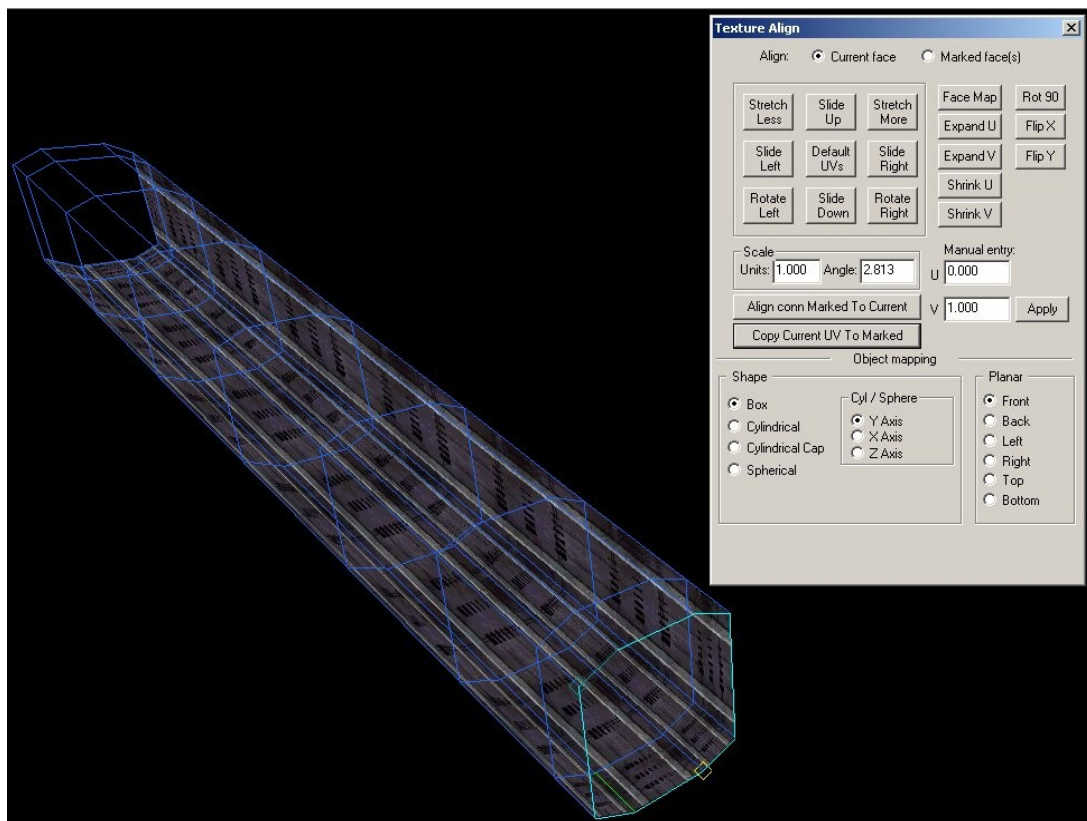 Texture Align
Align: Current face Marked face(s)
Stretch Less
Slide Up
Stretch More
Face Map
Rot 90
Expand U
Flip X
Slide Left
Default UVs
Slide Right
Expand V
Flip Y
Shrink U
Rotate Left
Slide Down
Rotate Right
Shrink V
Scale
Units: 1.000 Angle: 2.813
Manual entry:
U 0.000
Align conn Marked To Current
V 1.000 Apply
Copy Current UV To Marked
Object mapping
Shape
Box
Cylindrical
Cylindrical Cap
Spherical
Cyl / Sphere
Y Axis
X Axis
Z Axis
Planar
Front
Back
Left
Right
Top
Bottom